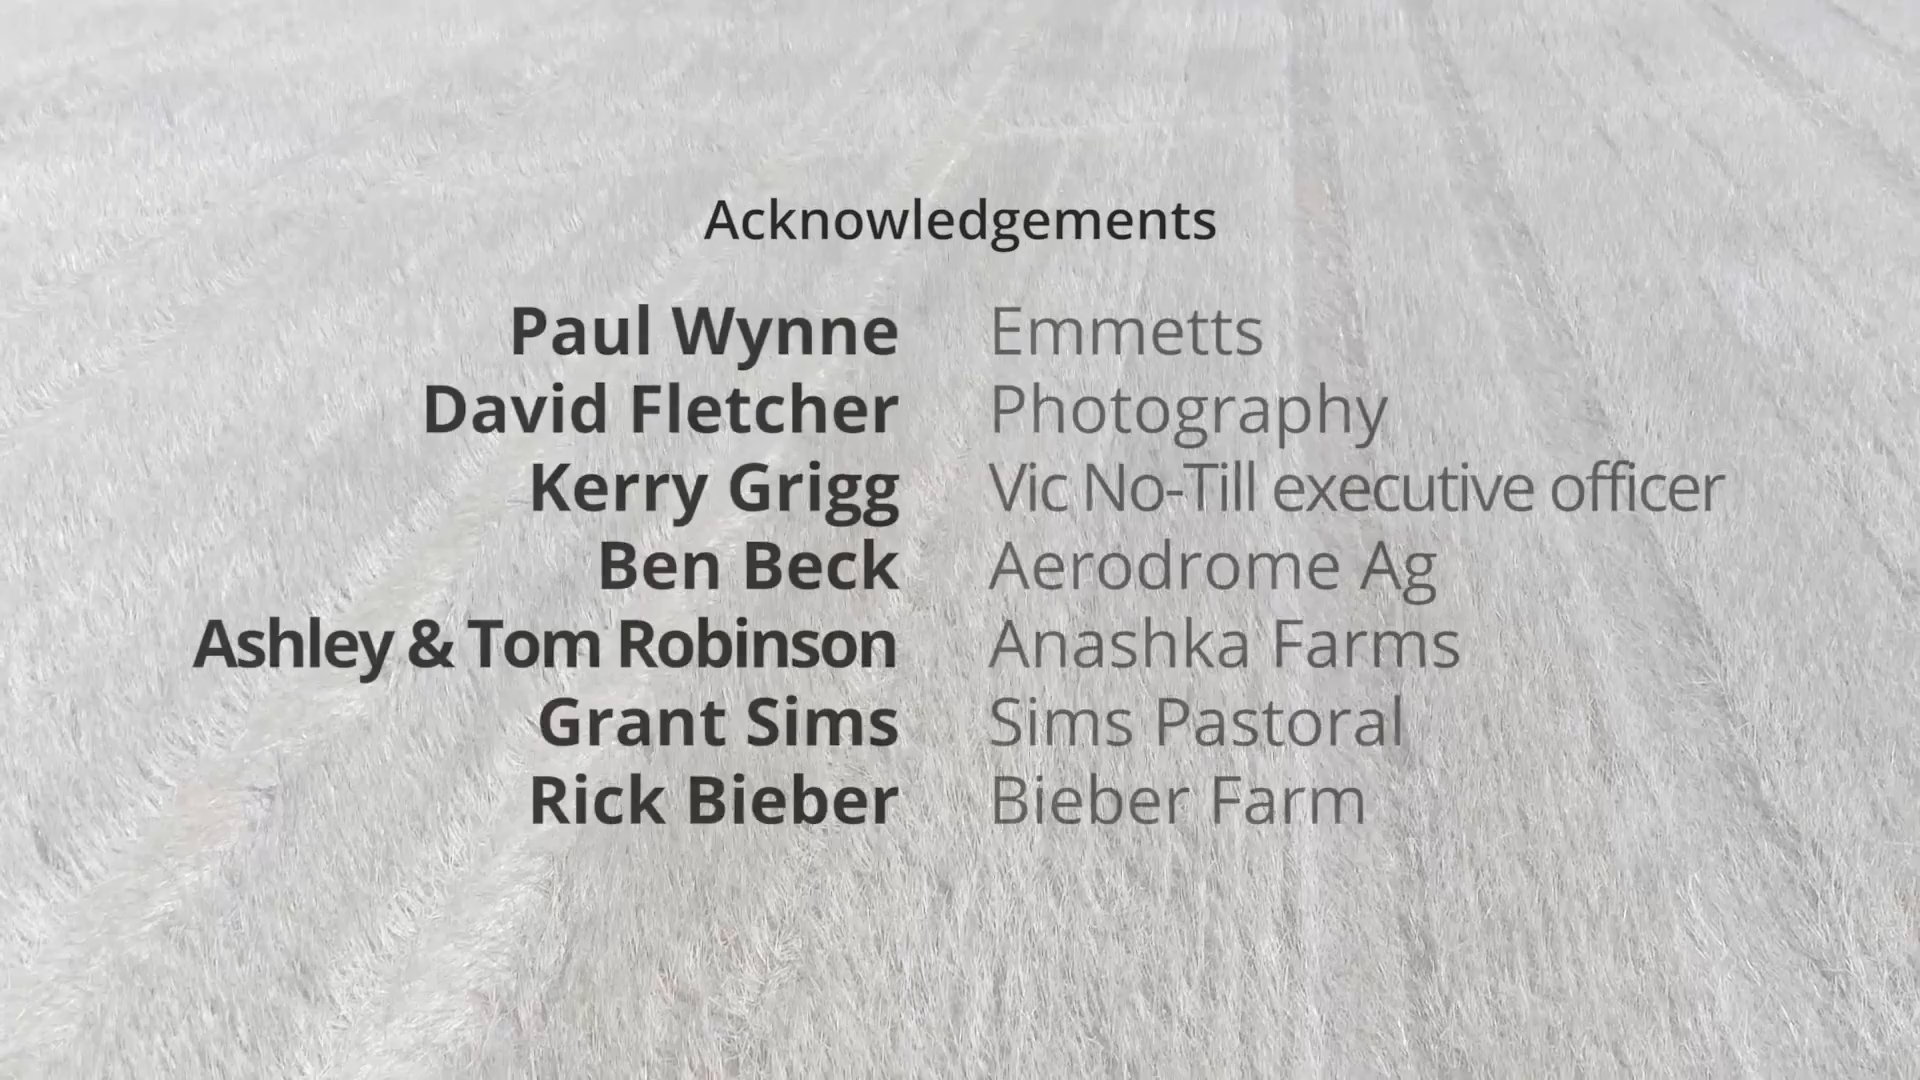 Acknowledgements
Paul Wynne Emmetts
David Fletcher Photography
Kerry Grigg Vic No-Till executive officer
Ben Beck Aerodrome Ag
Ashley & Tom Robinson Anashka Farms
Grant Sims Sims Pastoral
Rick Bieber Bieber Farm